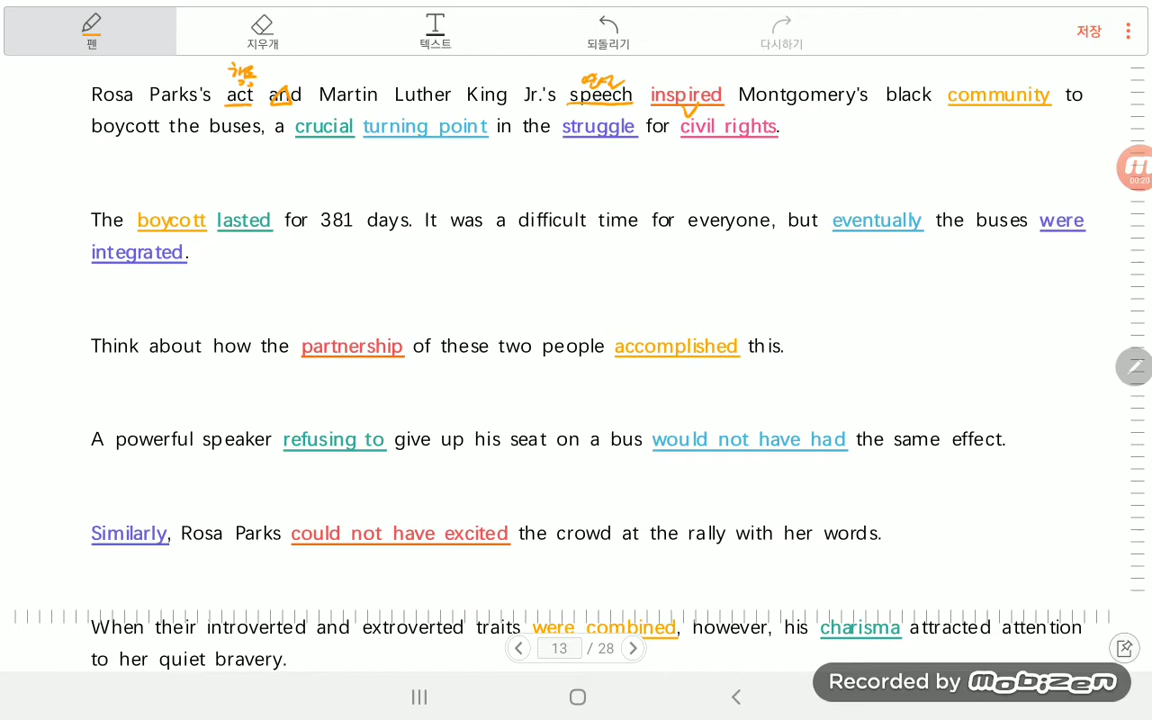 펜
지우개
텍스트
되돌리기
다시하기
저장
행동
연설
Rosa Parks's act and Martin Luther King Jr.'s speech inspired Montgomery's black community to
boycott the buses, a crucial turning point in the struggle for civil rights.
00:20
The boycott lasted for 381 days. It was a difficult time for everyone, but eventually the buses were
integrated.
Think about how the partnership of these two people accomplished this.
A powerful speaker refusing to give up his seat on a bus would not have had the same effect.
Similarly, Rosa Parks could not have excited the crowd at the rally with her words.
When their introverted and extroverted traits were combined, however, his charisma attracted attention
13 / 28
to her quiet bravery.
Recorded by mobizen